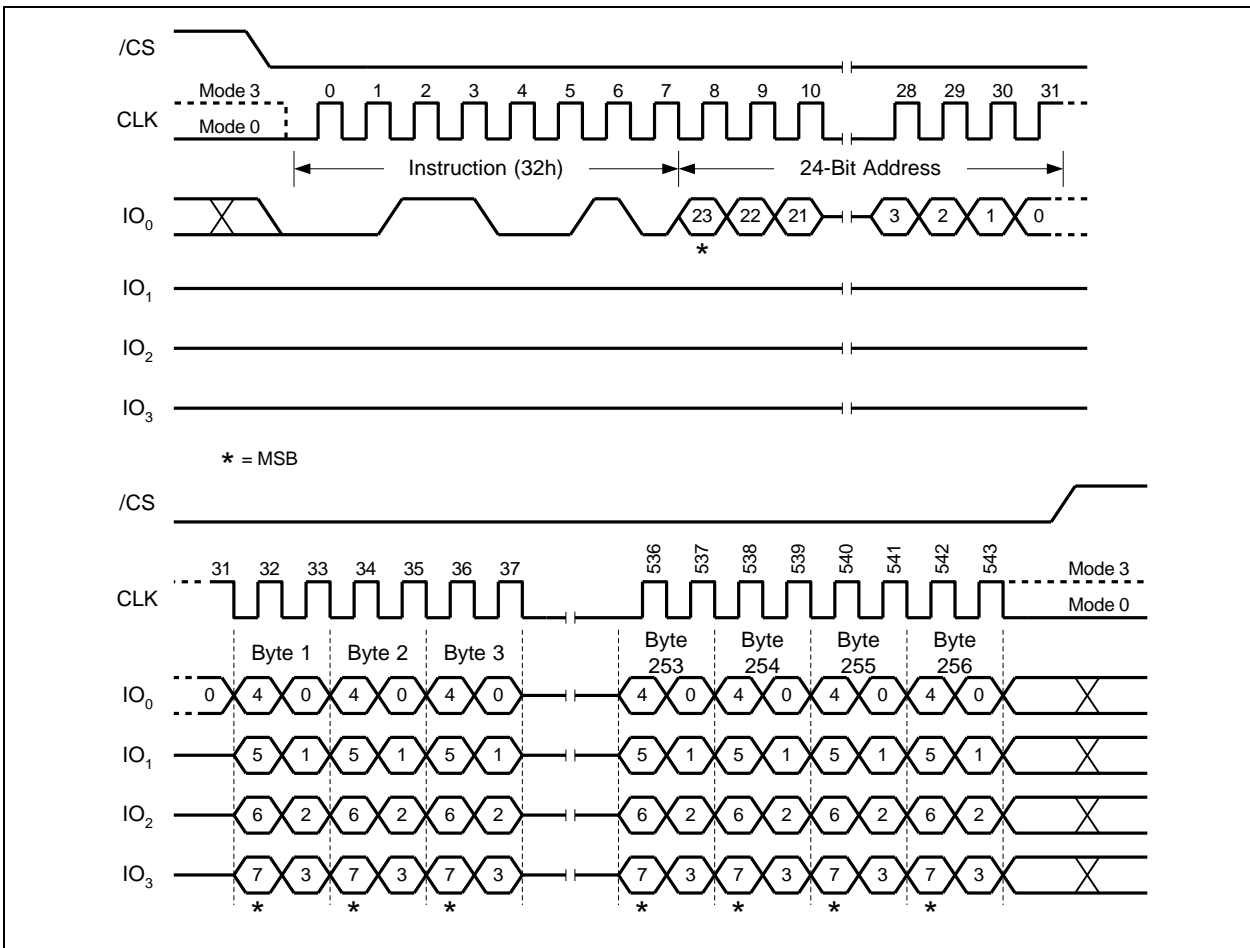 /CS
Mode 3 0 1 2 3 4 5 6 7 8 9 10 28 29 30 31
CLK
Mode 0
Instruction (32h) 24-Bit Address
IO0 23 22 21 3 2 1 0
*
IO1
IO2
IO3
* = MSB
/CS
31 32 33 34 35 36 37 536 537 538 539 540 541 542 543 Mode 3
CLK
Mode 0
Byte 1 Byte 2 Byte 3 Byte 253 Byte 254 Byte 255 Byte 256
IO0 0 4 0 4 0 4 0 4 0 4 0 4 0 4 0
IO1 5 1 5 1 5 1 5 1 5 1 5 1 5 1
IO2 6 2 6 2 6 2 6 2 6 2 6 2 6 2
IO3 7 3 7 3 7 3 7 3 7 3 7 3 7 3
* * * * * * *